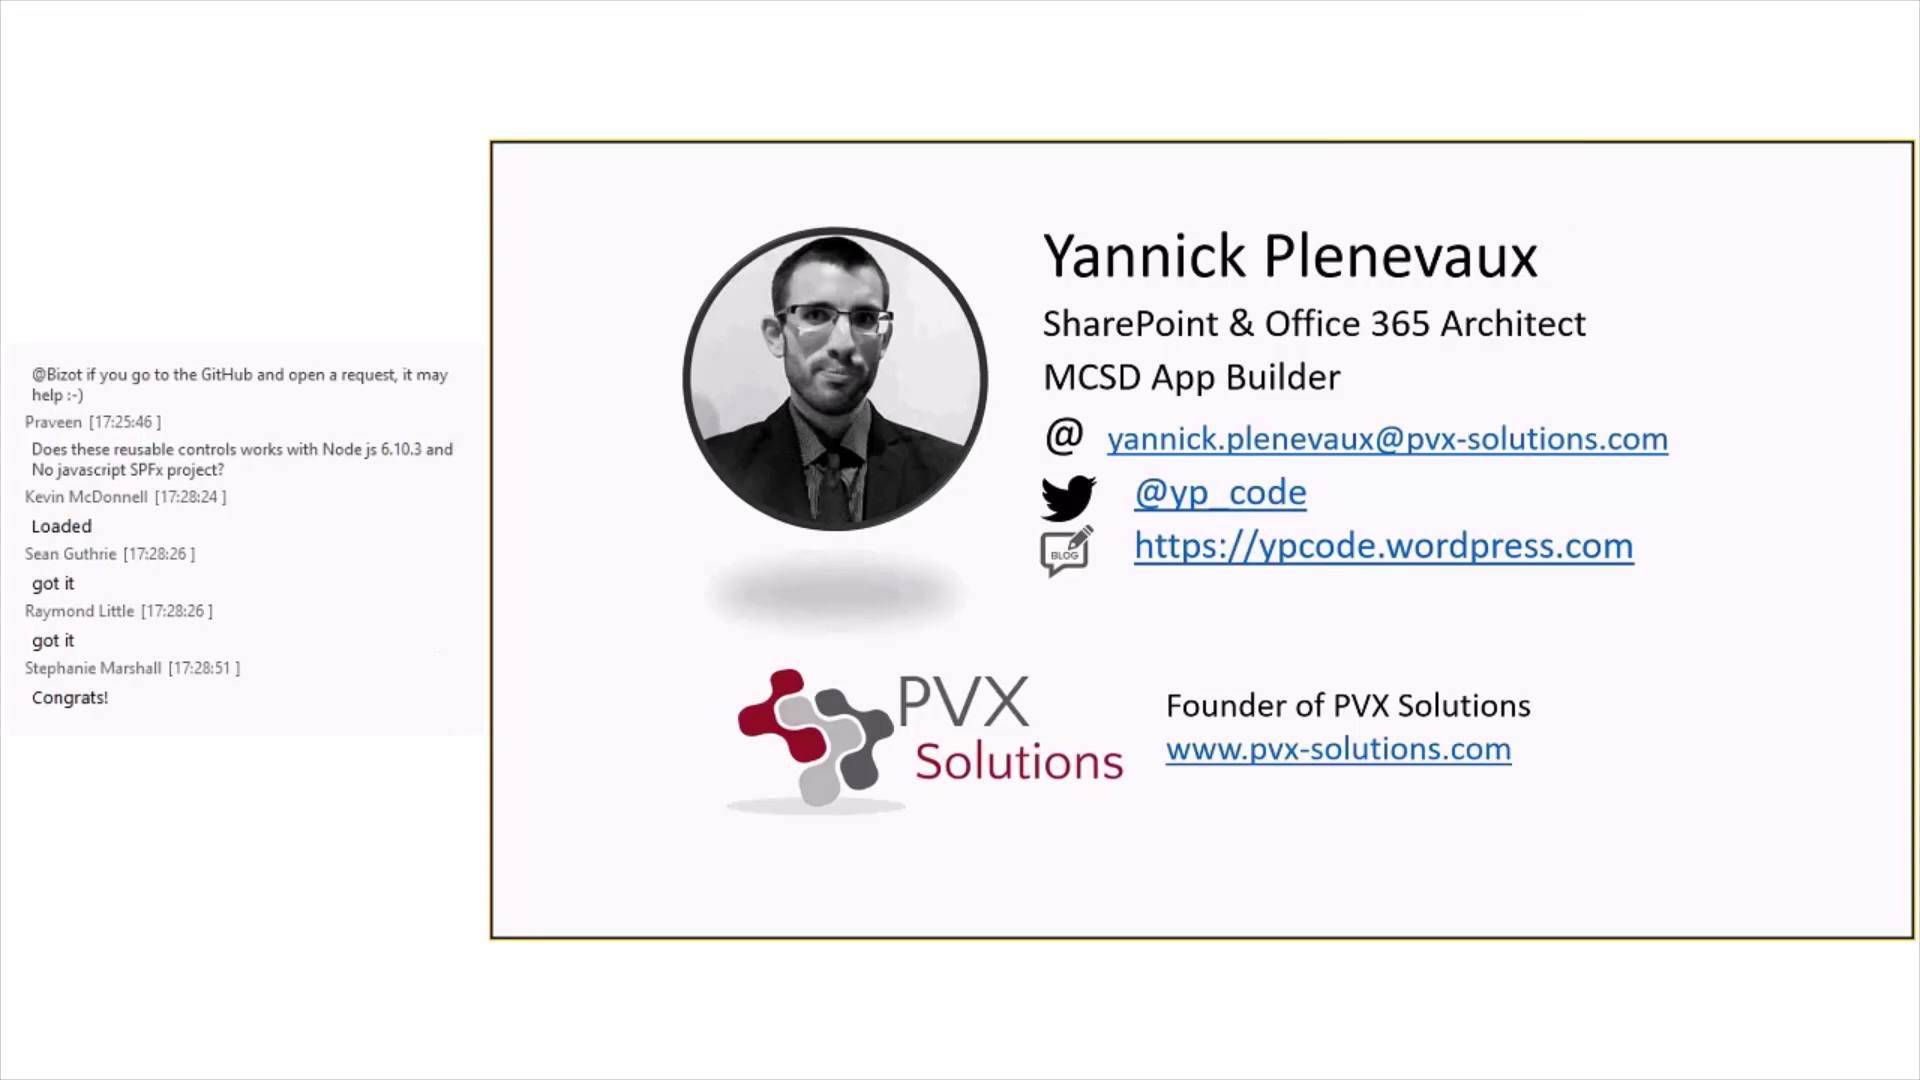 @Bizot if you go to the GitHub and open a request, it may
help :-)
Praveen [17:25:46 ]
Does these reusable controls works with Node js 6.10.3 and
No javascript SPFx project?
Kevin McDonnell [17:28:24 ]
Loaded
Sean Guthrie [17:28:26 ]
got it
Raymond Little [17:28:26 ]
got it
Stephanie Marshall [17:28:51 ]
Congrats!
Yannick Plenevaux
SharePoint & Office 365 Architect
MCSD App Builder
@ yannick.plenevaux@pvx-solutions.com
@yp_code
BLOG https://ypcode.wordpress.com
PVX
Solutions
Founder of PVX Solutions
www.pvx-solutions.com